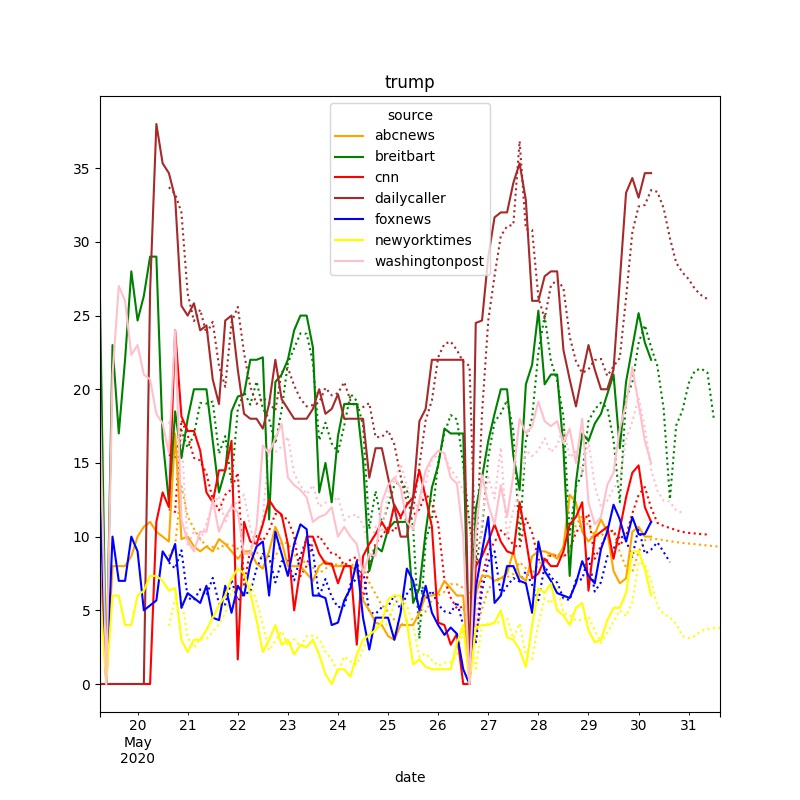 trump
source
abcnews
breitbart
cnn
dailycaller
foxnews
newyorktimes
washingtonpost
35
30
25
20
15
10
5
0
20 21 22 23 24 25 26 27 28 29 30 31
May
2020
date